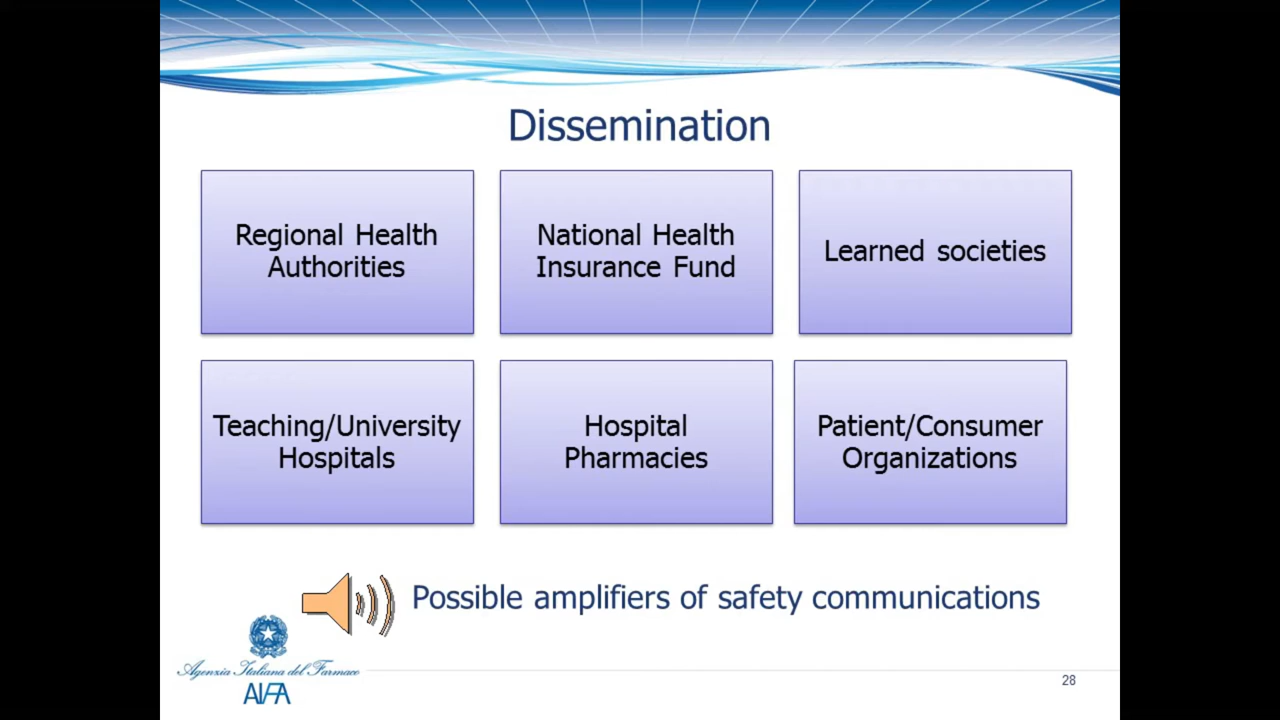 Dissemination
Regional Health
Authorities
National Health
Insurance Fund
Learned societies
Teaching/University
Hospitals
Hospital
Pharmacies
Patient/Consumer
Organizations
Possible amplifiers of safety communications
Agenzia Italiana del Farmaco
AIFA
28